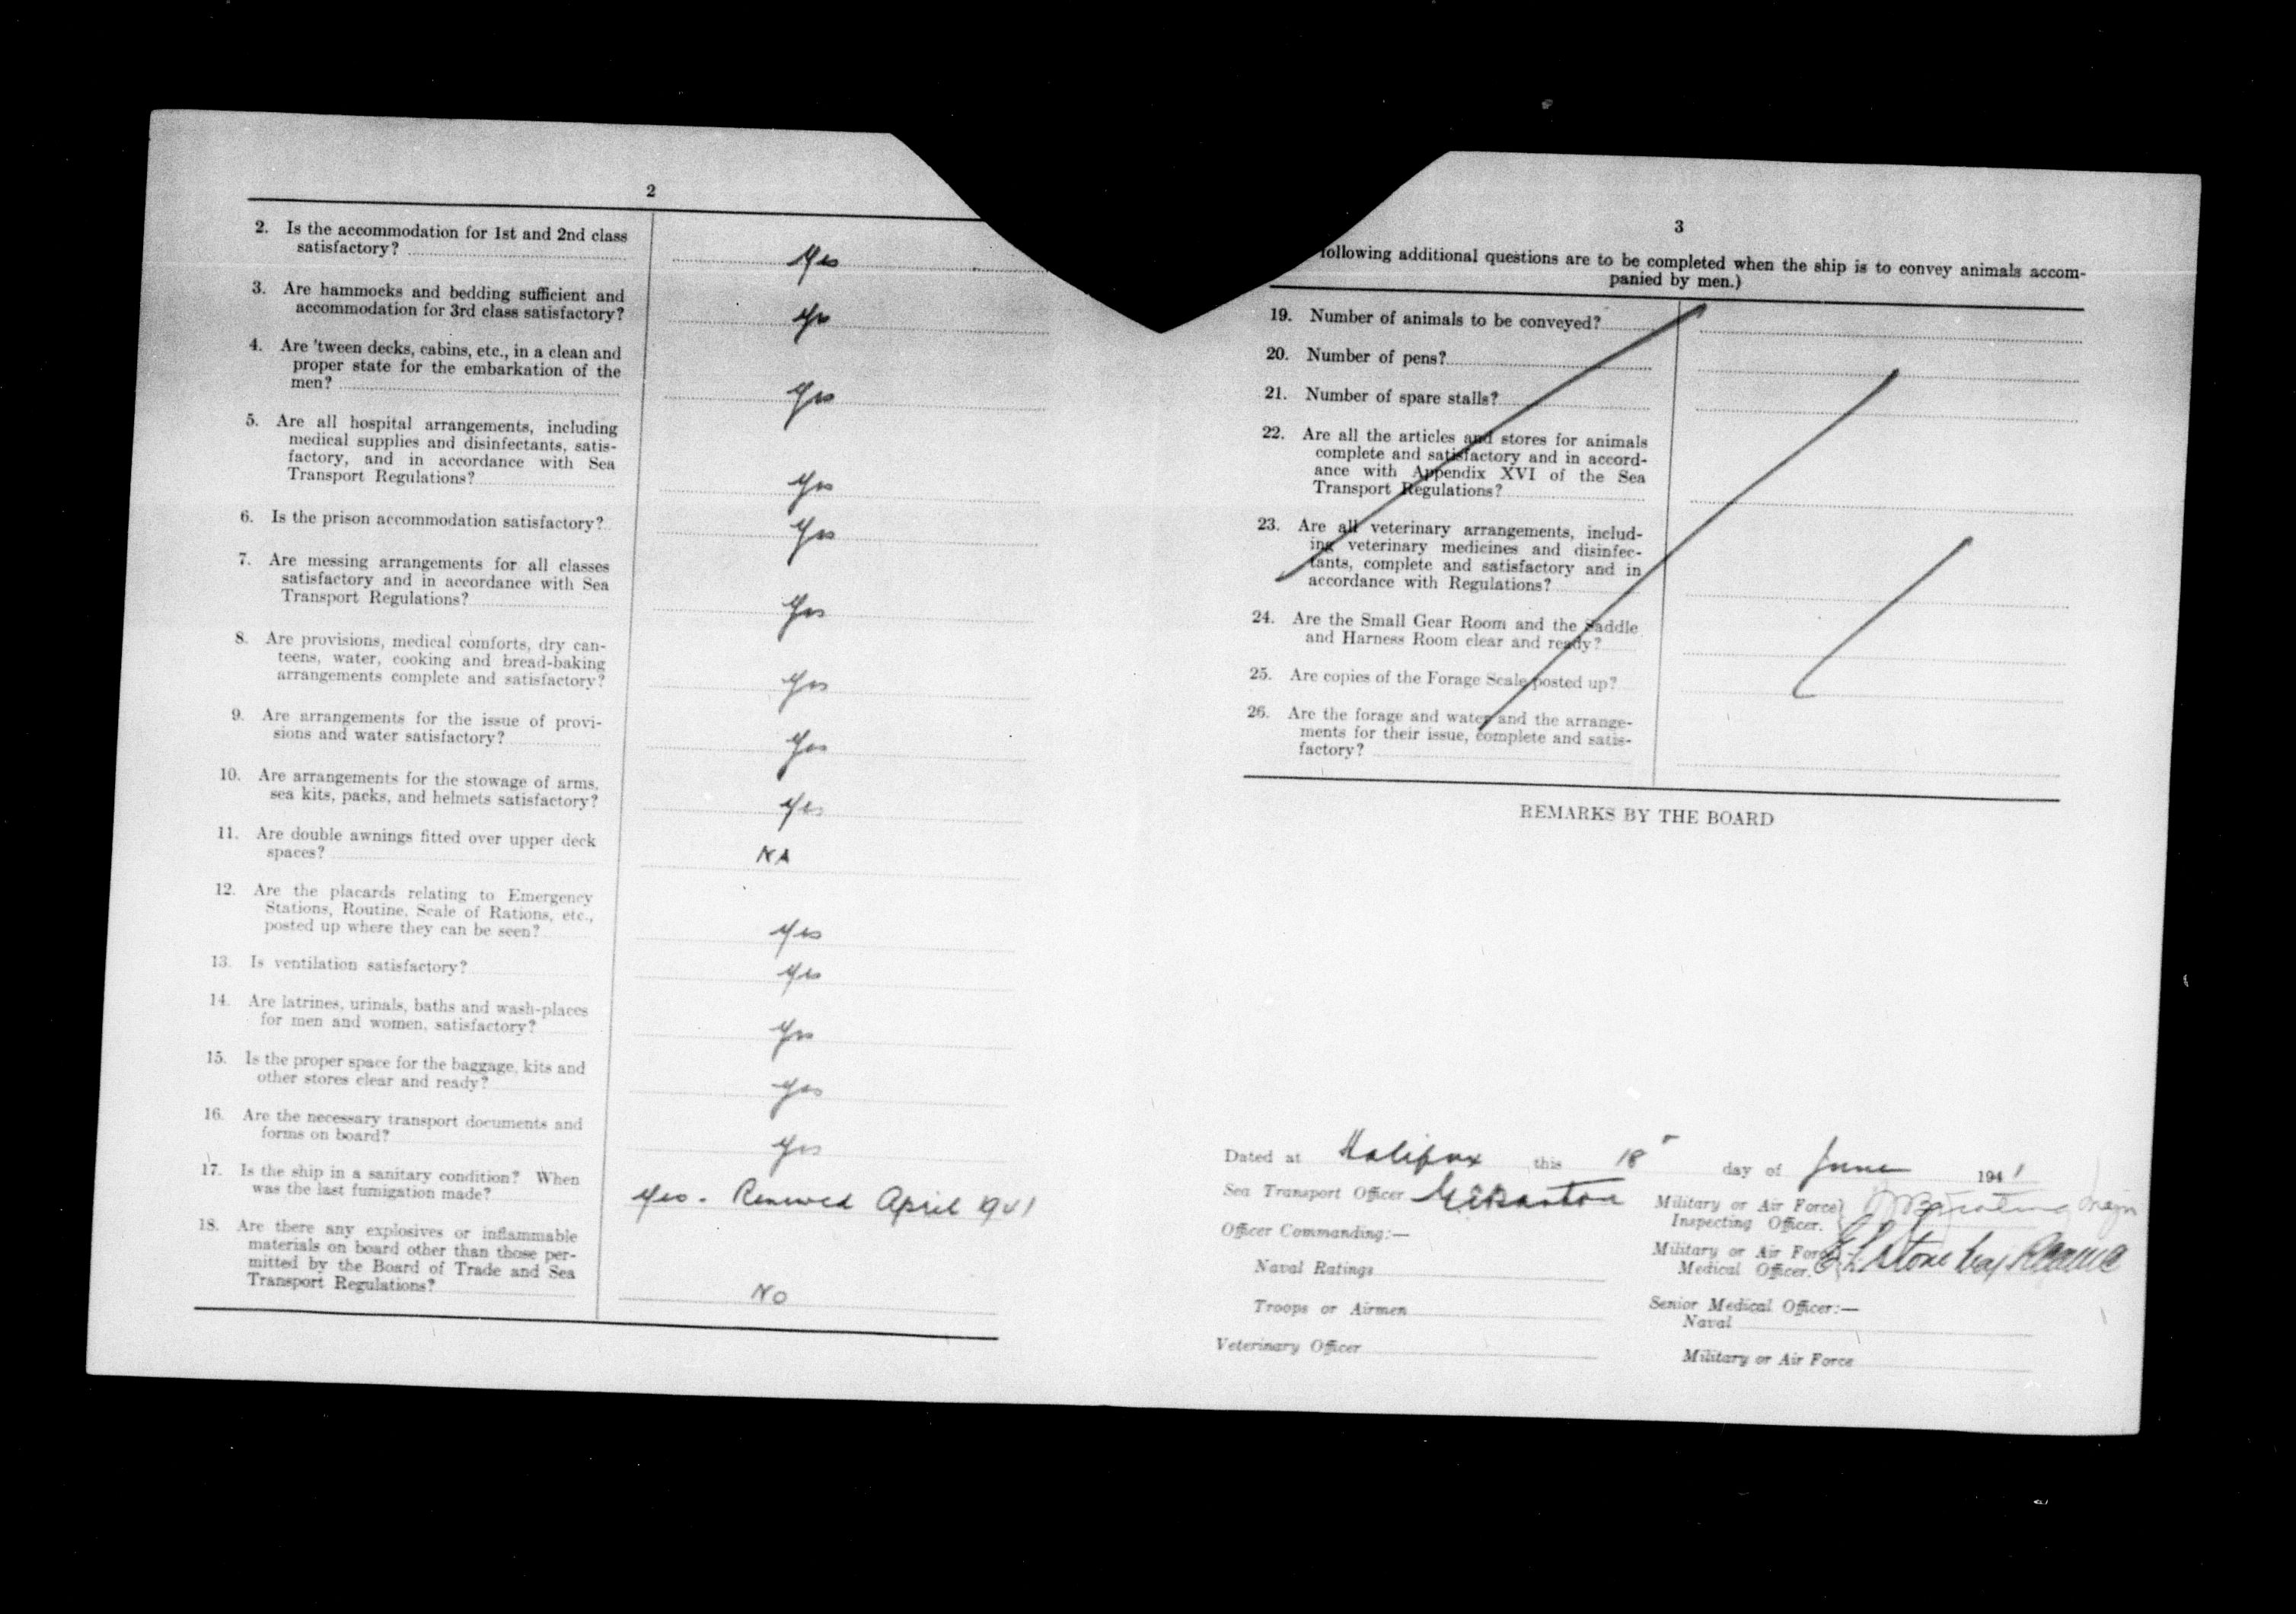 2
2. Is the accommodation for 1st and 2nd class
satisfactory? Yes
3. Are hammocks and bedding sufficient and
accommodation for 3rd class satisfactory? Yes
4. Are 'tween decks, cabins, etc., in a clean and
proper state for the embarkation of the
men? Yes
5. Are all hospital arrangements, including
medical supplies and disinfectants, satis-
factory, and in accordance with Sea
Transport Regulations? Yes
6. Is the prison accommodation satisfactory? Yes
7. Are messing arrangements for all classes
satisfactory and in accordance with Sea
Transport Regulations? Yes
8. Are provisions, medical comforts, dry can-
teens, water, cooking and bread-baking
arrangements complete and satisfactory? Yes
9. Are arrangements for the issue of provi-
sions and water satisfactory? Yes
10. Are arrangements for the stowage of arms,
sea kits, packs, and helmets satisfactory? Yes
11. Are double awnings fitted over upper deck
spaces? NA
12. Are the placards relating to Emergency
Stations, Routine, Scale of Rations, etc.,
posted up where they can be seen? Yes
13. Is ventilation satisfactory? Yes
14. Are latrines, urinals, baths and wash-places
for men and women, satisfactory? Yes
15. Is the proper space for the baggage, kits and
other stores clear and ready? Yes
16. Are the necessary transport documents and
forms on board? Yes
17. Is the ship in a sanitary condition? When
was the last fumigation made? Yes. Renewed April 1941
18. Are there any explosives or inflammable
materials on board other than those per-
mitted by the Board of Trade and Sea
Transport Regulations? No
3
following additional questions are to be completed when the ship is to convey animals accom-
panied by men.)
19. Number of animals to be conveyed?
20. Number of pens?
21. Number of spare stalls?
22. Are all the articles and stores for animals
complete and satisfactory and in accord-
ance with Appendix XVI of the Sea
Transport Regulations?
23. Are all veterinary arrangements, includ-
ing veterinary medicines and disinfec-
tants, complete and satisfactory and in
accordance with Regulations?
24. Are the Small Gear Room and the Saddle
and Harness Room clear and ready?
25. Are copies of the Forage Scale posted up?
26. Are the forage and water and the arrange-
ments for their issue, complete and satis-
factory?
REMARKS BY THE BOARD
Dated at Halifax this 18 day of June 1941
Sea Transport Officer
Military or Air Force
Inspecting Officer.
Officer Commanding:—
Military or Air Force
Medical Officer.
Naval Ratings
Troops or Airmen
Senior Medical Officer:—
Naval
Veterinary Officer
Military or Air Force